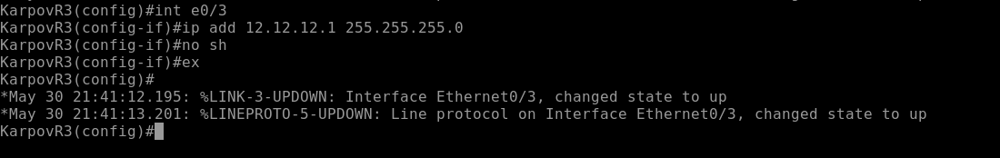 KarpovR3(config)#int e0/3
KarpovR3(config-if)#ip add 12.12.12.1 255.255.255.0
KarpovR3(config-if)#no sh
KarpovR3(config-if)#ex
KarpovR3(config)#
*May 30 21:41:12.195: %LINK-3-UPDOWN: Interface Ethernet0/3, changed state to up
*May 30 21:41:13.201: %LINEPROTO-5-UPDOWN: Line protocol on Interface Ethernet0/3, changed state to up
KarpovR3(config)#